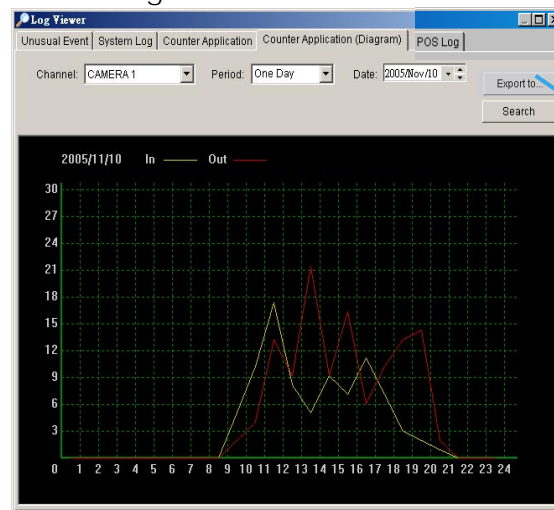 Log Viewer
Unusual Event System Log Counter Application Counter Application (Diagram) POS Log
Channel: CAMERA 1 Period: One Day Date: 2005/Nov/10
Export to...
Search
2005/11/10 In Out
30
27
24
21
18
15
12
9
6
3
0 1 2 3 4 5 6 7 8 9 10 11 12 13 14 15 16 17 18 19 20 21 22 23 24